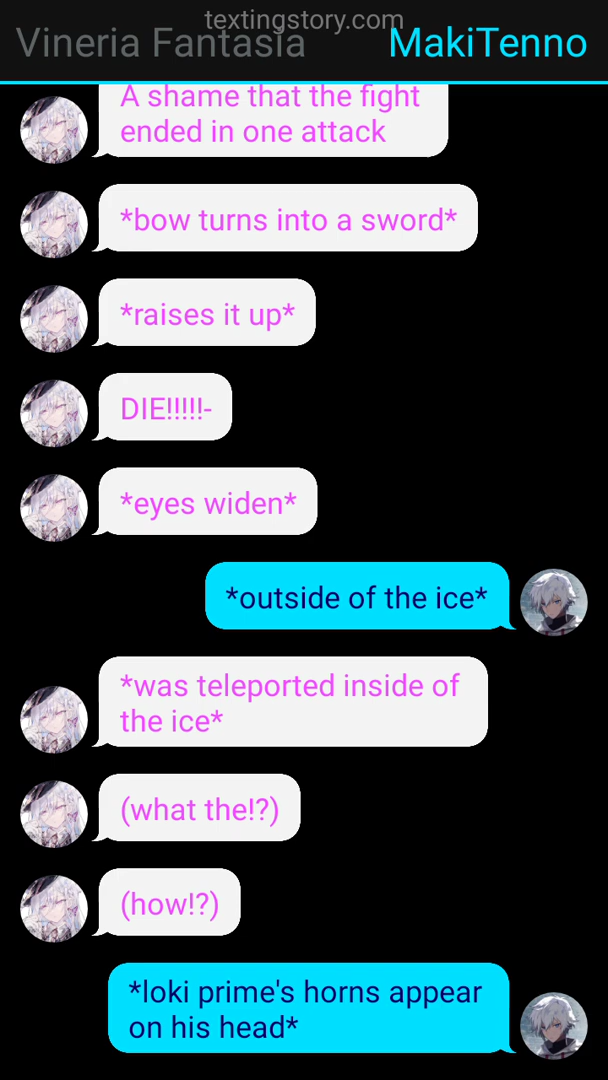 textingstory.com
Vineria Fantasia
MakiTenno
A shame that the fight
ended in one attack
*bow turns into a sword*
*raises it up*
DIE!!!!!-
*eyes widen*
*outside of the ice*
*was teleported inside of
the ice*
(what the!?)
(how!?)
*loki prime's horns appear
on his head*